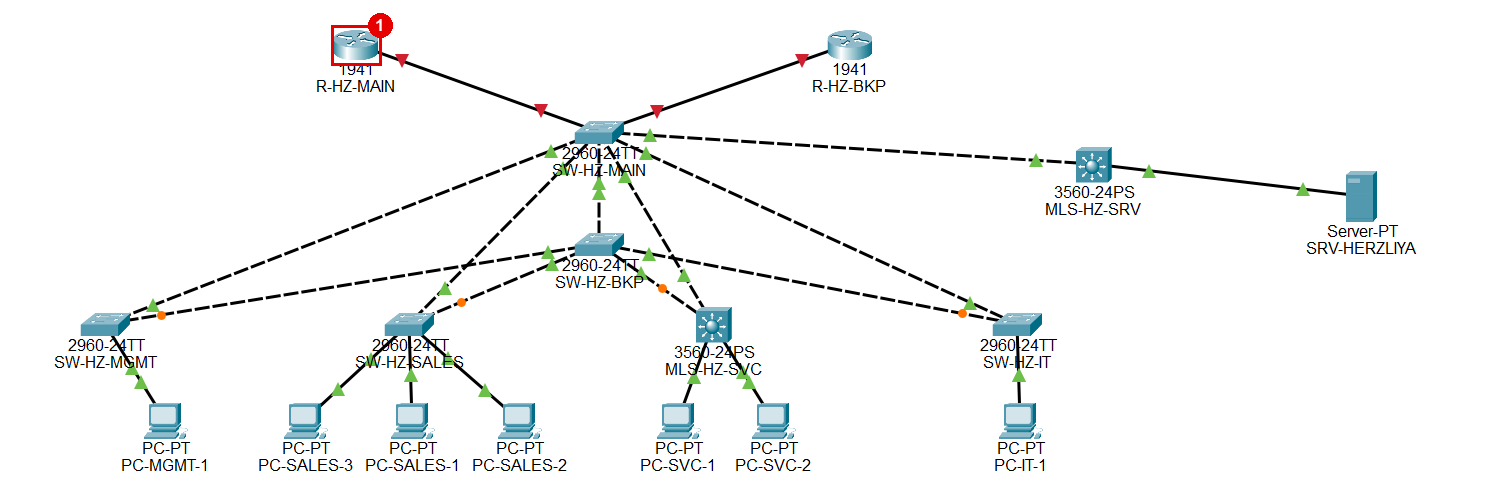 1
1941
R-HZ-MAIN
1941
R-HZ-BKP
2960-24TT
SW-HZ-MAIN
3560-24PS
MLS-HZ-SRV
Server-PT
SRV-HERZLIYA
2960-24TT
SW-HZ-BKP
2960-24TT
SW-HZ-MGMT
2960-24TT
SW-HZ-SALES
3560-24PS
MLS-HZ-SVC
2960-24TT
SW-HZ-IT
PC-PT
PC-MGMT-1
PC-PT
PC-SALES-3
PC-PT
PC-SALES-1
PC-PT
PC-SALES-2
PC-PT
PC-SVC-1
PC-PT
PC-SVC-2
PC-PT
PC-IT-1